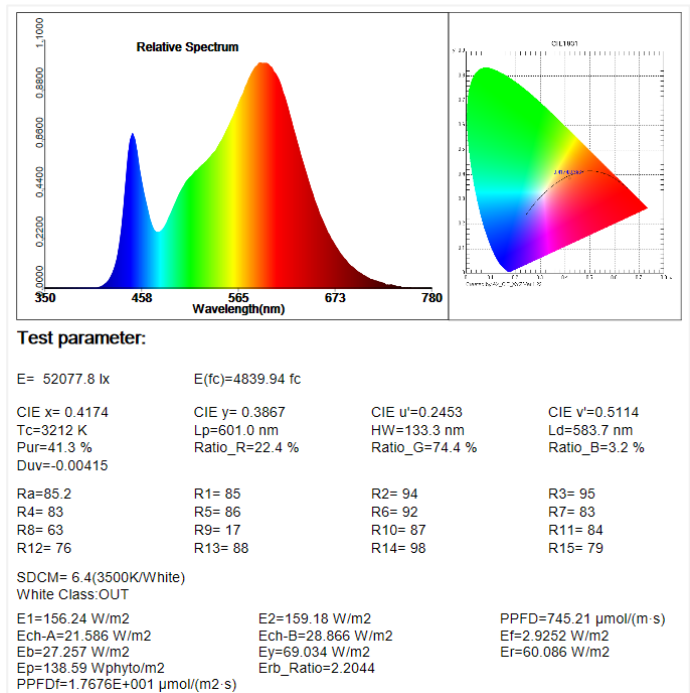 Relative Spectrum
1.1000
0.8800
0.6600
0.4400
0.2200
0.0000
350 458 565 673 780
Wavelength(nm)
Test parameter:
E= 52077.8 lx E(fc)=4839.94 fc
CIE x= 0.4174 CIE y= 0.3867 CIE u'=0.2453 CIE v'=0.5114
Tc=3212 K Lp=601.0 nm HW=133.3 nm Ld=583.7 nm
Pur=41.3 % Ratio_R=22.4 % Ratio_G=74.4 % Ratio_B=3.2 %
Duv=-0.00415
Ra=85.2 R1= 85 R2= 94 R3= 95
R4= 83 R5= 86 R6= 92 R7= 83
R8= 63 R9= 17 R10= 87 R11= 84
R12= 76 R13= 88 R14= 98 R15= 79
SDCM= 6.4(3500K/White)
White Class:OUT
E1=156.24 W/m2 E2=159.18 W/m2 PPFD=745.21 μmol/(m·s)
Ech-A=21.586 W/m2 Ech-B=28.866 W/m2 Ef=2.9252 W/m2
Eb=27.257 W/m2 Ey=69.034 W/m2 Er=60.086 W/m2
Ep=138.59 Wphyto/m2 Erb_Ratio=2.2044
PPFDf=1.7676E+001 μmol/(m2·s)